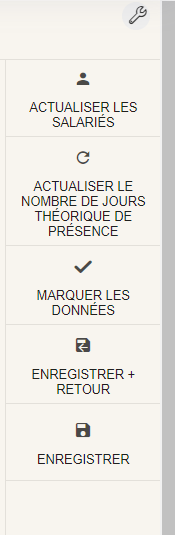 ACTUALISER LES
SALARIÉS
ACTUALISER LE
NOMBRE DE JOURS
THÉORIQUE DE
PRÉSENCE
MARQUER LES
DONNÉES
ENREGISTRER +
RETOUR
ENREGISTRER